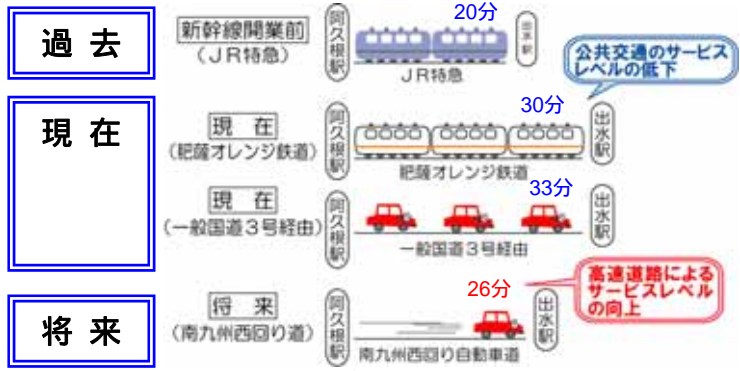 過去
新幹線開業前
(JR特急)
阿久根駅
20分
JR特急
出水駅
公共交通のサービス
レベルの低下
現在
現在
(肥薩オレンジ鉄道)
阿久根駅
30分
肥薩オレンジ鉄道
出水駅
現在
(一般国道3号経由)
阿久根駅
33分
一般国道3号経由
出水駅
将来
将来
(南九州西回り道)
阿久根駅
26分
南九州西回り自動車道
出水駅
高速道路による
サービスレベル
の向上